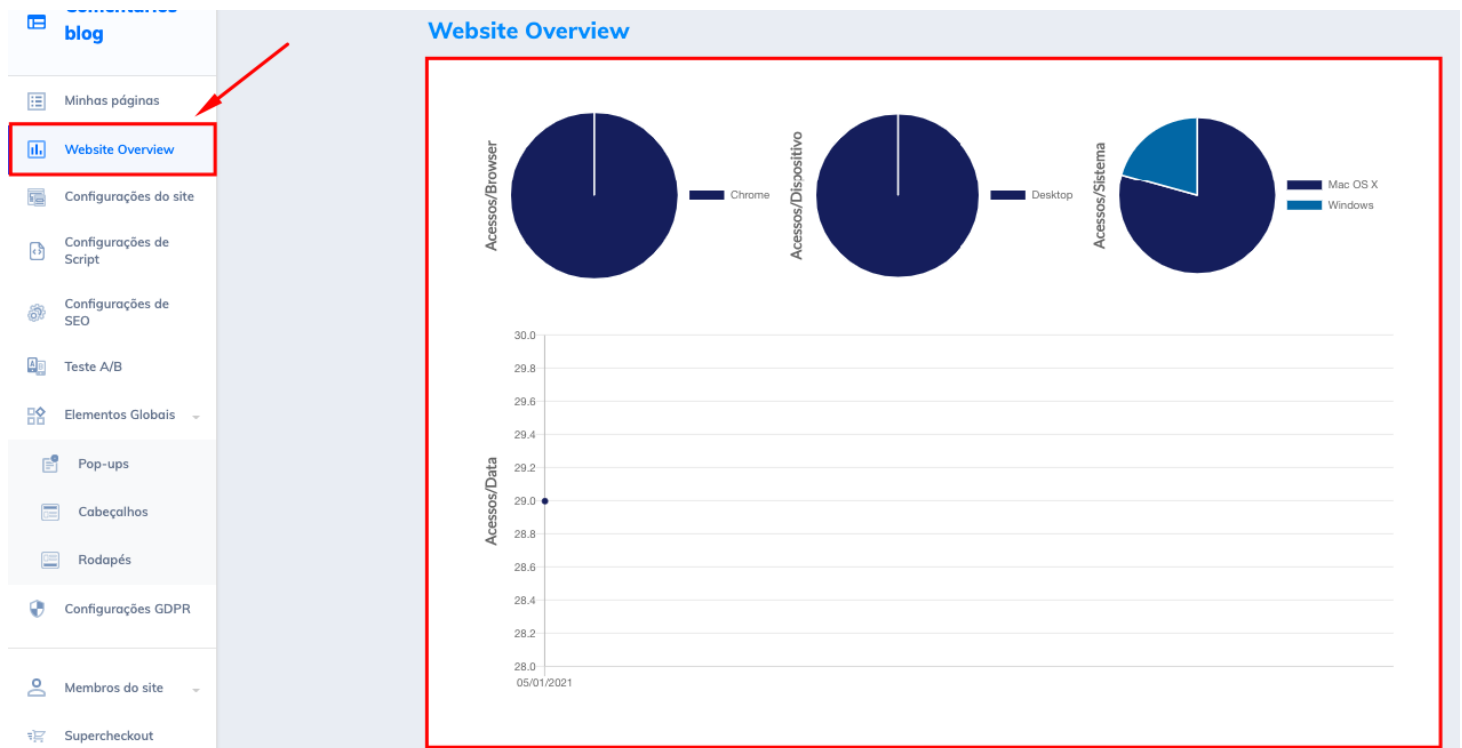 Comentários
blog
Minhas páginas
Website Overview
Configurações do site
Configurações de
Script
Configurações de
SEO
Teste A/B
Elementos Globais
Pop-ups
Cabeçalhos
Rodapés
Configurações GDPR
Membros do site
Supercheckout
Website Overview
Acessos/Browser
Chrome
Acessos/Dispositivo
Desktop
Acessos/Sistema
Mac OS X
Windows
Acessos/Data
30.0
29.8
29.6
29.4
29.2
29.0
28.8
28.6
28.4
28.2
28.0
05/01/2021